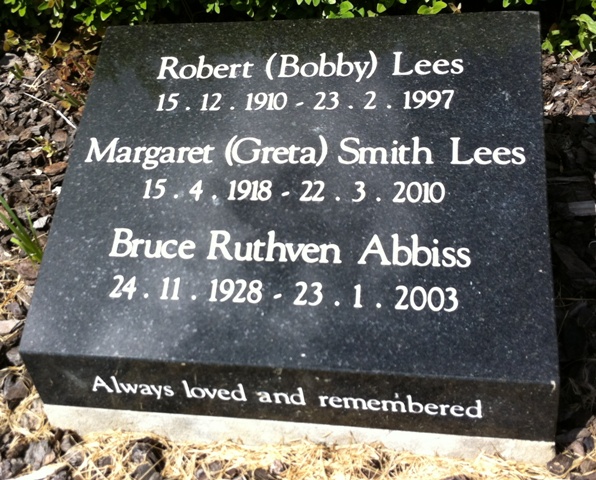 Robert (Bobby) Lees
15 . 12 . 1910 - 23 . 2 . 1997
Margaret (Greta) Smith Lees
15 . 4 . 1918 - 22 . 3 . 2010
Bruce Ruthven Abbiss
24 . 11 . 1928 - 23 . 1 . 2003
Always loved and remembered